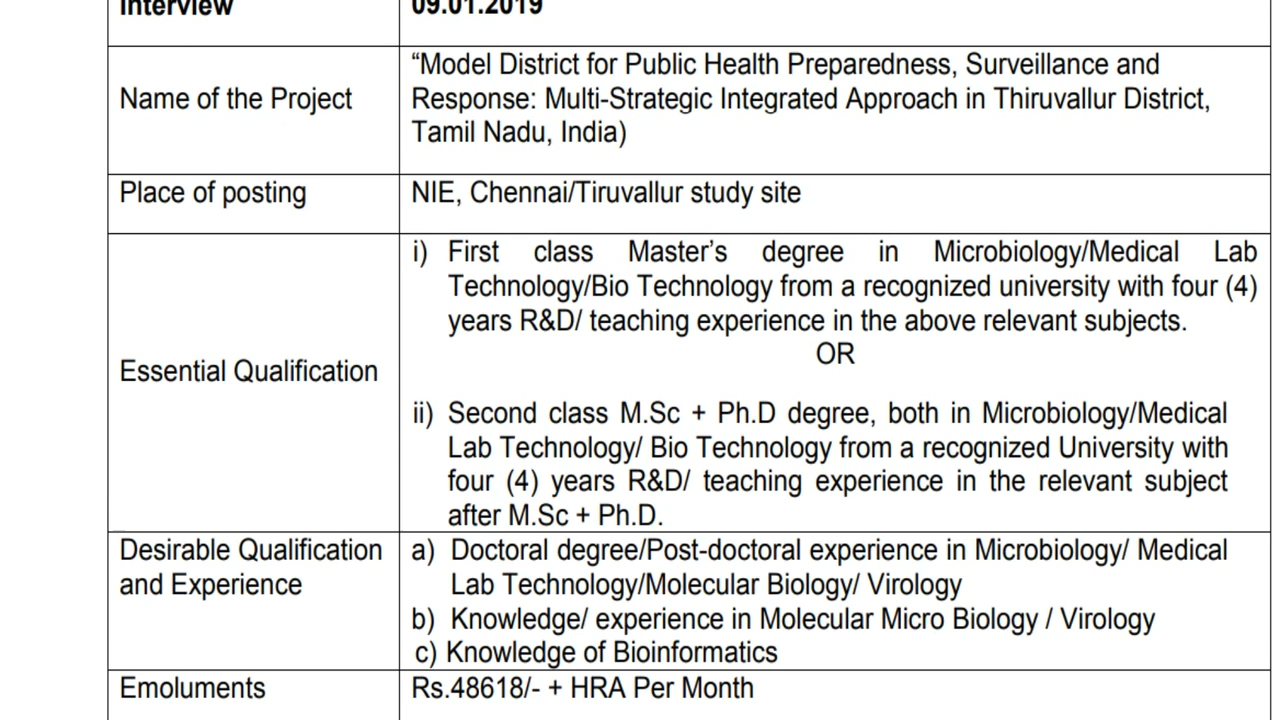 Interview
09.01.2019
Name of the Project
“Model District for Public Health Preparedness, Surveillance and
Response: Multi-Strategic Integrated Approach in Thiruvallur District,
Tamil Nadu, India)
Place of posting
NIE, Chennai/Tiruvallur study site
Essential Qualification
i) First class Master’s degree in Microbiology/Medical Lab
Technology/Bio Technology from a recognized university with four (4)
years R&D/ teaching experience in the above relevant subjects.
OR
ii) Second class M.Sc + Ph.D degree, both in Microbiology/Medical
Lab Technology/ Bio Technology from a recognized University with
four (4) years R&D/ teaching experience in the relevant subject
after M.Sc + Ph.D.
Desirable Qualification
and Experience
a) Doctoral degree/Post-doctoral experience in Microbiology/ Medical
Lab Technology/Molecular Biology/ Virology
b) Knowledge/ experience in Molecular Micro Biology / Virology
c) Knowledge of Bioinformatics
Emoluments
Rs.48618/- + HRA Per Month